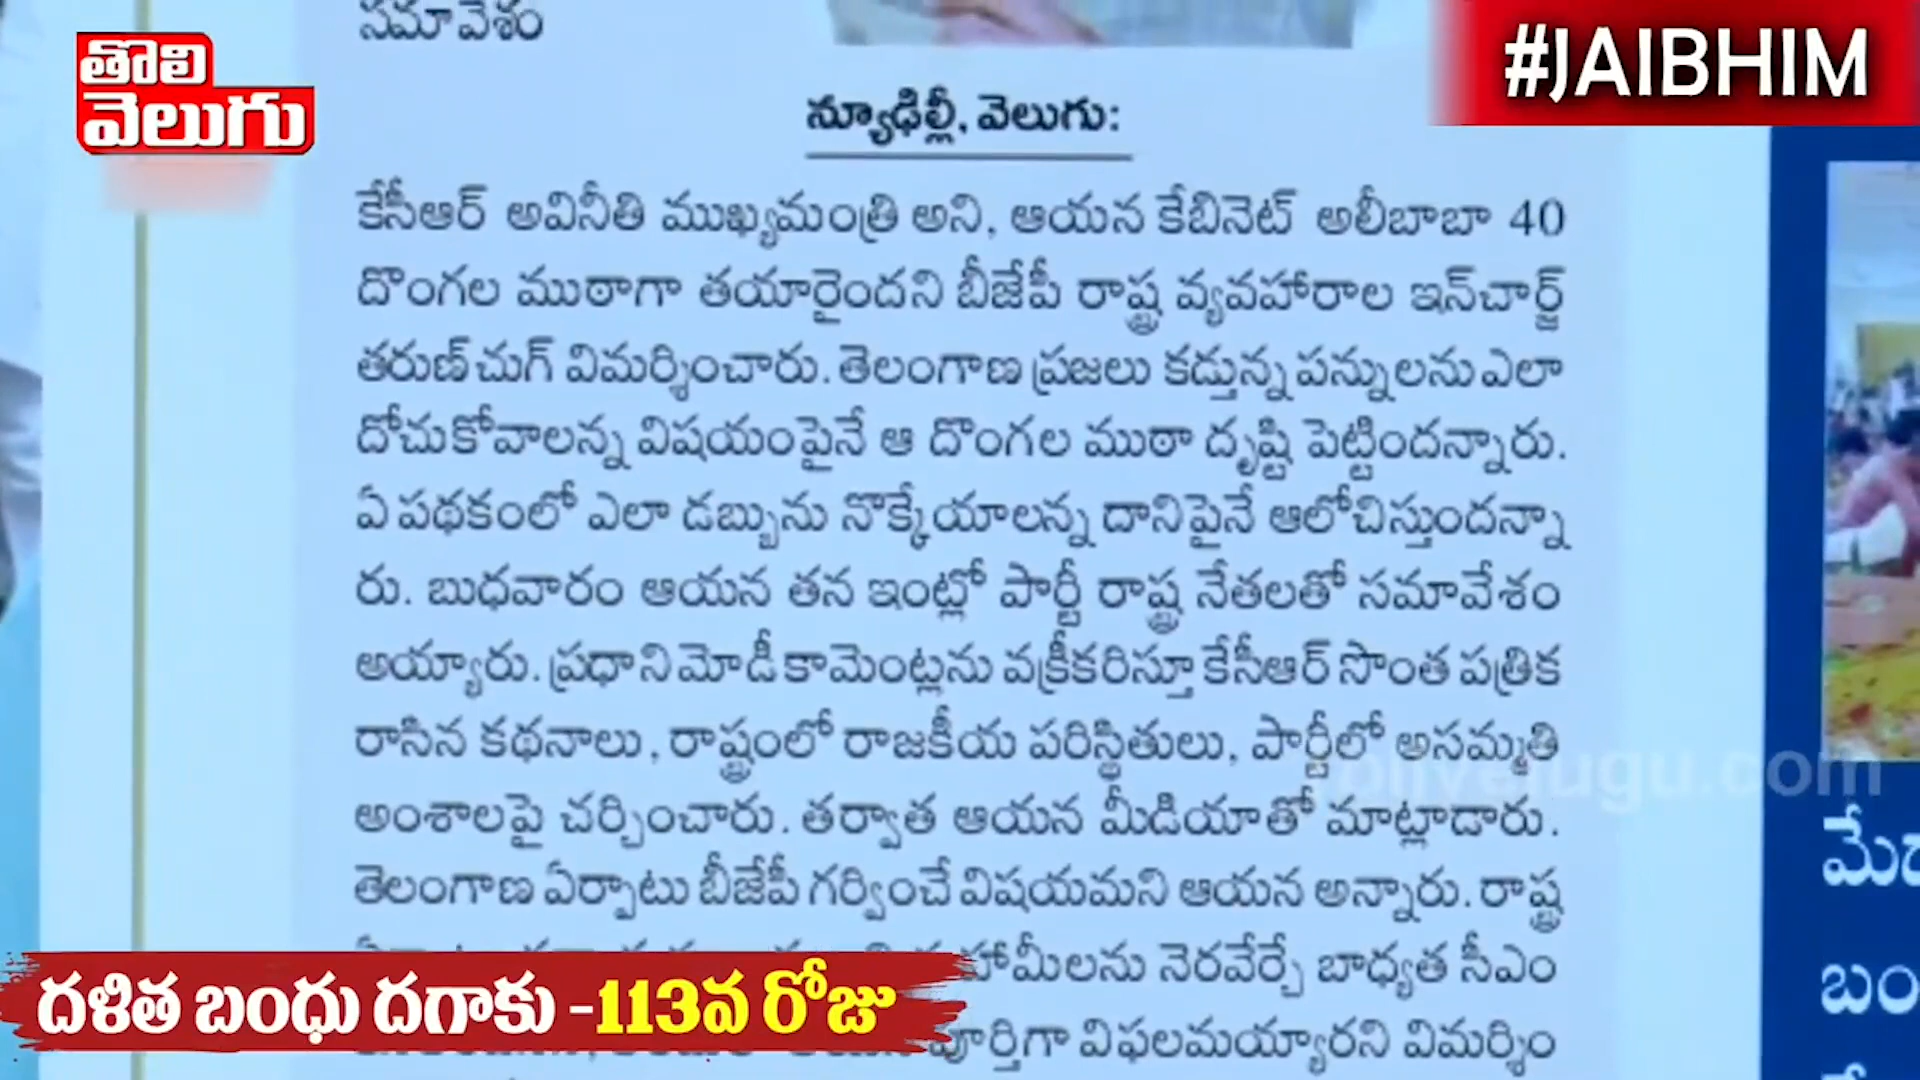 సమావేశం
తొలి
వెలుగు
#JAIBHIM
న్యూఢిల్లీ, వెలుగు:
కేసీఆర్ అవినీతి ముఖ్యమంత్రి అని, ఆయన కేబినెట్ అలీబాబా 40
దొంగల ముఠాగా తయారైందని బీజేపీ రాష్ట్ర వ్యవహారాల ఇన్‌చార్జ్
తరుణ్ చుగ్ విమర్శించారు. తెలంగాణ ప్రజలు కడ్తున్న పన్నులను ఎలా
దోచుకోవాలన్న విషయంపైనే ఆ దొంగల ముఠా దృష్టి పెట్టిందన్నారు.
ఏ పథకంలో ఎలా డబ్బును నొక్కేయాలన్న దానిపైనే ఆలోచిస్తుందన్నా
రు. బుధవారం ఆయన తన ఇంట్లో పార్టీ రాష్ట్ర నేతలతో సమావేశం
అయ్యారు. ప్రధాని మోడీ కామెంట్లను వక్రీకరిస్తూ కేసీఆర్ సొంత పత్రిక
రాసిన కథనాలు, రాష్ట్రంలో రాజకీయ పరిస్థితులు, పార్టీలో అసమ్మతి
అంశాలపై చర్చించారు. తర్వాత ఆయన మీడియాతో మాట్లాడారు.
తెలంగాణ ఏర్పాటు బీజేపీ గర్వించే విషయమని ఆయన అన్నారు. రాష్ట్ర
హామీలను నెరవేర్చే బాధ్యత సీఎం
పూర్తిగా విఫలమయ్యారని విమర్శిం
దళిత బంధు దగాకు -113వ రోజు